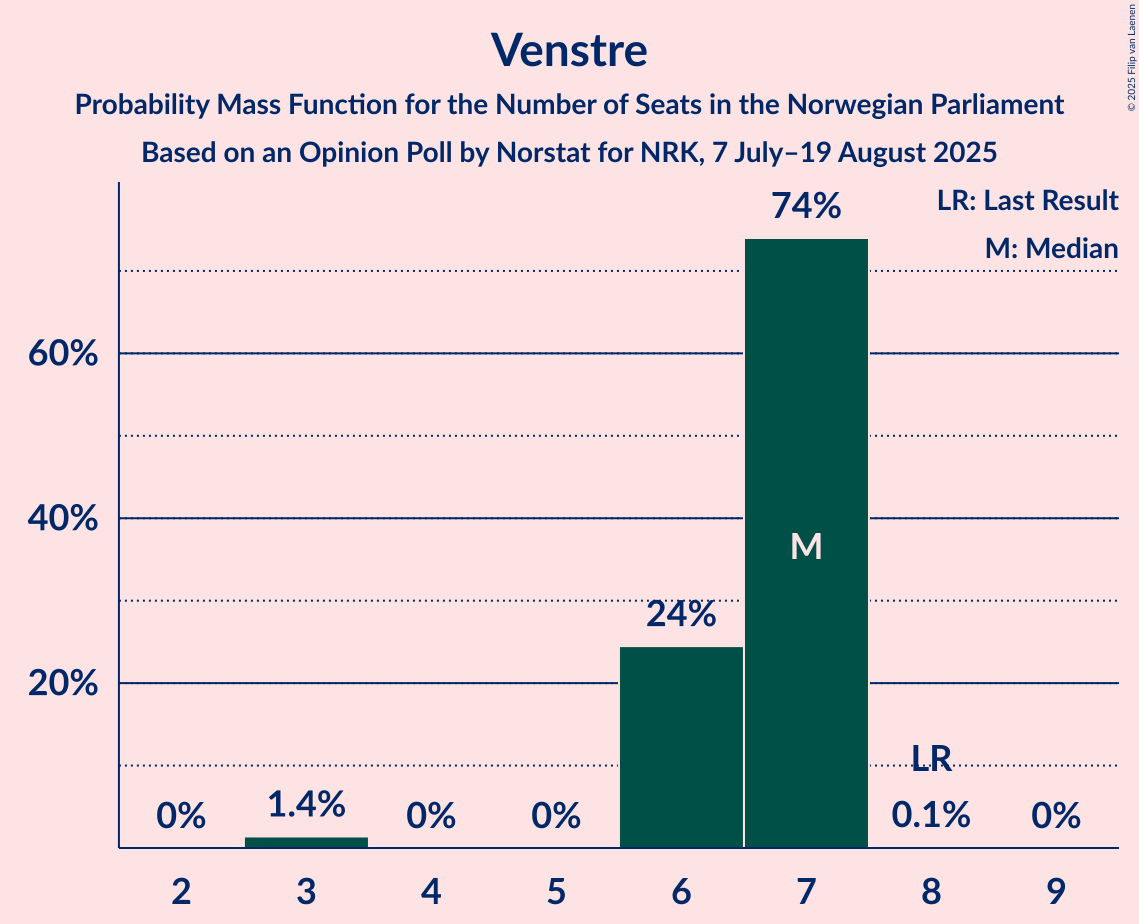 Venstre
Probability Mass Function for the Number of Seats in the Norwegian Parliament
Based on an Opinion Poll by Norstat for NRK, 7 July–19 August 2025
© 2025 Filip van Laenen
LR: Last Result
M: Median
74%
60%
40%
M
24%
20%
LR
0%
1.4%
0%
0%
0.1%
0%
2
3
4
5
6
7
8
9